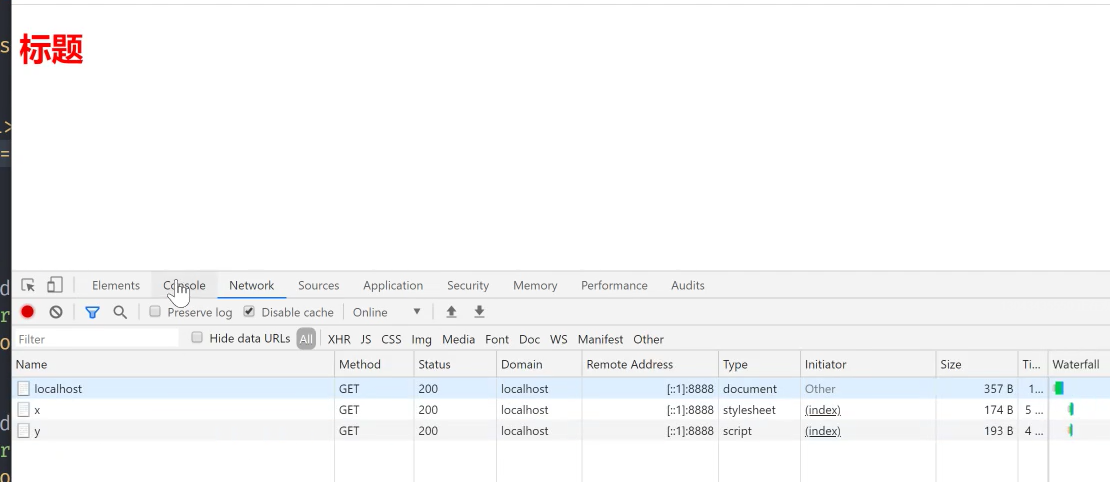 标题
Elements Console Network Sources Application Security Memory Performance Audits
Preserve log Disable cache Online
Filter Hide data URLs All XHR JS CSS Img Media Font Doc WS Manifest Other
Name Method Status Domain Remote Address Type Initiator Size Ti... Waterfall
localhost GET 200 localhost [::1]:8888 document Other 357 B 1...
x GET 200 localhost [::1]:8888 stylesheet (index) 174 B 5 ...
y GET 200 localhost [::1]:8888 script (index) 193 B 4 ...